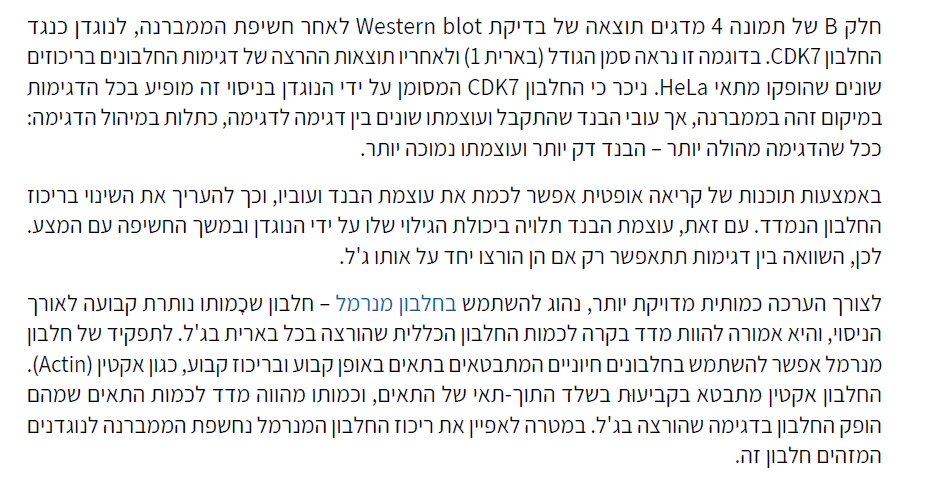 חלק B של תמונה 4 מדגים תוצאה של בדיקת Western blot לאחר חשיפת הממברנה, לנוגדן כנגד
החלבון CDK7. בדוגמה זו נראה סמן הגודל (בארית 1) ולאחריו תוצאות ההרצה של דגימות החלבונים בריכוזים
שונים שהופקו מתאי HeLa. ניכר כי החלבון CDK7 המסומן על ידי הנוגדן בניסוי זה מופיע בכל הדגימות
במיקום זהה בממברנה, אך עובי הבנד שהתקבל ועוצמתו שונים בין דגימה לדגימה, כתלות במיהול הדגימה:
ככל שהדגימה מהולה יותר – הבנד דק יותר ועוצמתו נמוכה יותר.
באמצעות תוכנות של קריאה אופטית אפשר לכמת את עוצמת הבנד ועוביו, וכך להעריך את השינוי בריכוז
החלבון הנמדד. עם זאת, עוצמת הבנד תלויה ביכולת הגילוי שלו על ידי הנוגדן ובמשך החשיפה עם המצע.
לכן, השוואה בין דגימות תתאפשר רק אם הן הורצו יחד על אותו ג'ל.
לצורך הערכה כמותית מדויקת יותר, נהוג להשתמש בחלבון מנרמל – חלבון שכָמותו נותרת קבועה לאורך
הניסוי, והיא אמורה להוות מדד בקרה לכמות החלבון הכללית שהורצה בכל בארית בג'ל. לתפקיד של חלבון
מנרמל אפשר להשתמש בחלבונים חיוניים המתבטאים בתאים באופן קבוע ובריכוז קבוע, כגון אקטין (Actin).
החלבון אקטין מתבטא בקביעוּת בשלד התוך-תאי של התאים, וכמותו מהווה מדד לכמות התאים שמהם
הופק החלבון בדגימה שהורצה בג'ל. במטרה לאפיין את ריכוז החלבון המנרמל נחשפת הממברנה לנוגדנים
המזהים חלבון זה.